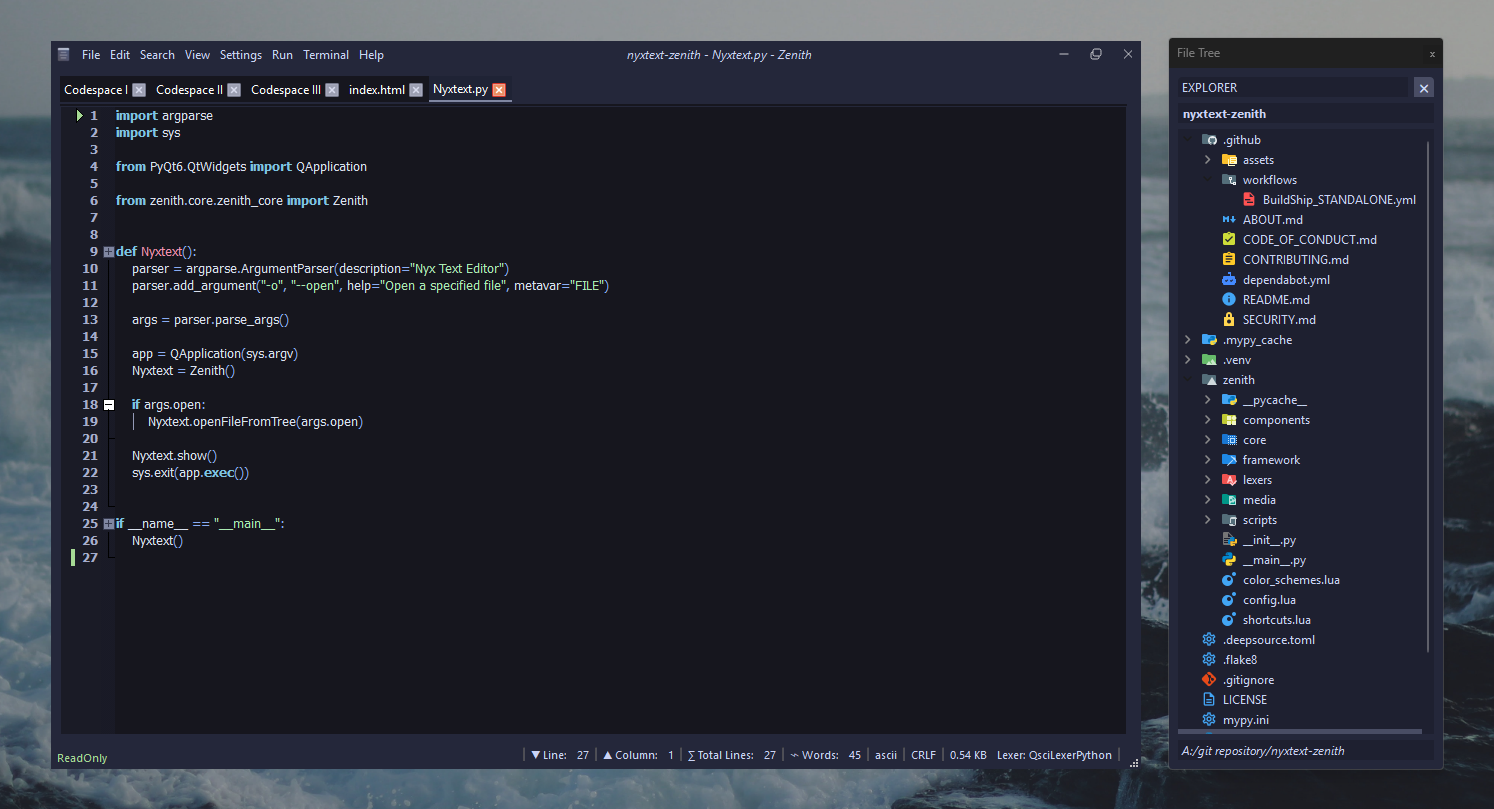 File Edit Search View Settings Run Terminal Help
nyxtext-zenith - Nyxtext.py - Zenith
Codespace I Codespace II Codespace III index.html Nyxtext.py
1 import argparse
2 import sys
3
4 from PyQt6.QtWidgets import QApplication
5
6 from zenith.core.zenith_core import Zenith
7
8
9 def Nyxtext():
10 parser = argparse.ArgumentParser(description="Nyx Text Editor")
11 parser.add_argument("-o", "--open", help="Open a specified file", metavar="FILE")
12
13 args = parser.parse_args()
14
15 app = QApplication(sys.argv)
16 Nyxtext = Zenith()
17
18 if args.open:
19 Nyxtext.openFileFromTree(args.open)
20
21 Nyxtext.show()
22 sys.exit(app.exec())
23
24
25 if __name__ == "__main__":
26 Nyxtext()
27
ReadOnly
▼ Line: 27 | ▲ Column: 1 | ∑ Total Lines: 27 | ~ Words: 45 | ascii | CRLF | 0.54 KB Lexer: QsciLexerPython
File Tree x
EXPLORER
nyxtext-zenith
.github
assets
workflows
BuildShip_STANDALONE.yml
ABOUT.md
CODE_OF_CONDUCT.md
CONTRIBUTING.md
dependabot.yml
README.md
SECURITY.md
.mypy_cache
.venv
zenith
__pycache__
components
core
framework
lexers
media
scripts
__init__.py
__main__.py
color_schemes.lua
config.lua
shortcuts.lua
.deepsource.toml
.flake8
.gitignore
LICENSE
mypy.ini
A:/git repository/nyxtext-zenith